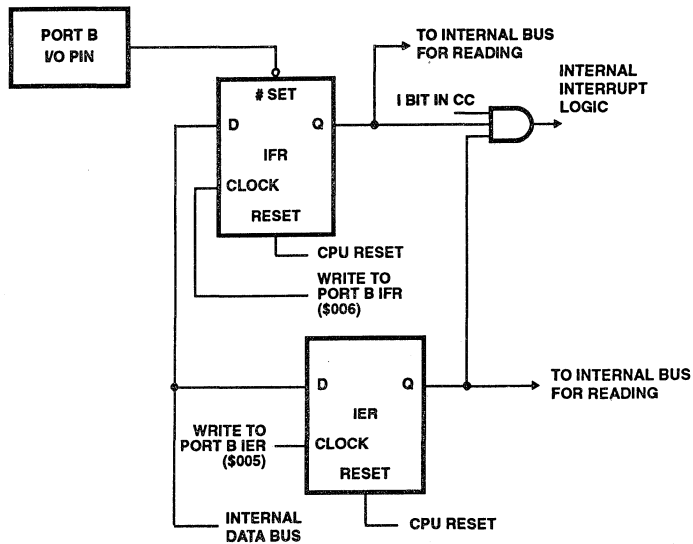 PORT B
I/O PIN
TO INTERNAL BUS
FOR READING
# SET
I BIT IN CC
INTERNAL
INTERRUPT
LOGIC
D
Q
IFR
CLOCK
RESET
CPU RESET
WRITE TO
PORT B IFR
($006)
D
Q
TO INTERNAL BUS
FOR READING
IER
WRITE TO
PORT B IER
($005)
CLOCK
RESET
INTERNAL
DATA BUS
CPU RESET